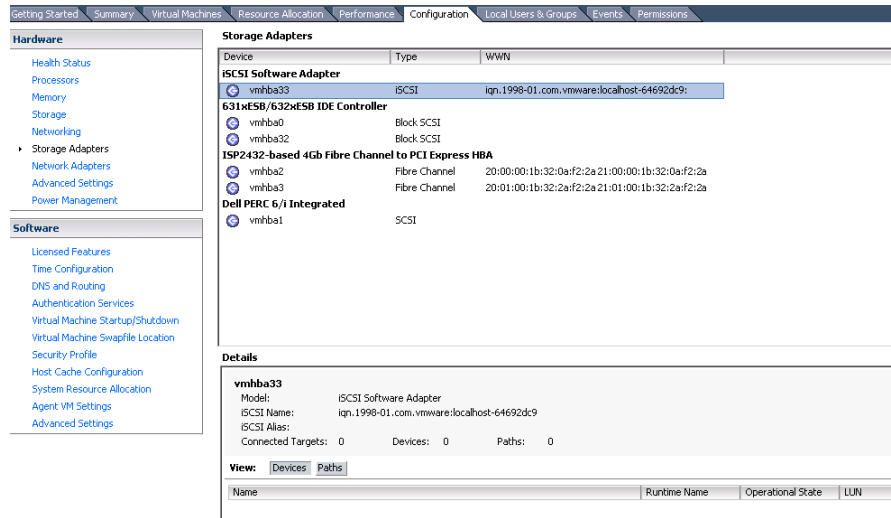 Getting Started Summary Virtual Machines Resource Allocation Performance Configuration Local Users & Groups Events Permissions
Hardware
Health Status
Processors
Memory
Storage
Networking
Storage Adapters
Network Adapters
Advanced Settings
Power Management
Software
Licensed Features
Time Configuration
DNS and Routing
Authentication Services
Virtual Machine Startup/Shutdown
Virtual Machine Swapfile Location
Security Profile
Host Cache Configuration
System Resource Allocation
Agent VM Settings
Advanced Settings
Storage Adapters
Device Type WWN
iSCSI Software Adapter
vmhba33 iSCSI iqn.1998-01.com.vmware:localhost-64692dc9:
631xESB/632xESB IDE Controller
vmhba0 Block SCSI
vmhba32 Block SCSI
ISP2432-based 4Gb Fibre Channel to PCI Express HBA
vmhba2 Fibre Channel 20:00:00:1b:32:0a:f2:2a 21:00:00:1b:32:0a:f2:2a
vmhba3 Fibre Channel 20:01:00:1b:32:2a:f2:2a 21:01:00:1b:32:2a:f2:2a
Dell PERC 6/i Integrated
vmhba1 SCSI
Details
vmhba33
Model: iSCSI Software Adapter
iSCSI Name: iqn.1998-01.com.vmware:localhost-64692dc9
iSCSI Alias:
Connected Targets: 0 Devices: 0 Paths: 0
View: Devices Paths
Name Runtime Name Operational State LUN